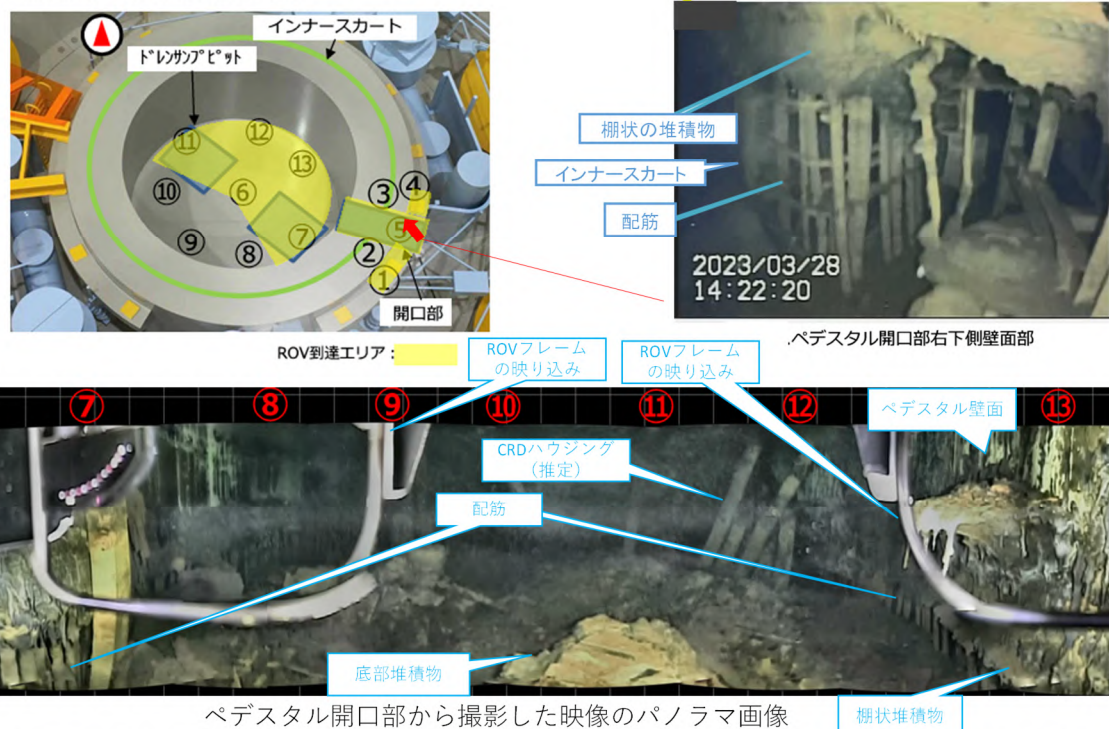 インナースカート
ﾄﾞﾚﾝｻﾝﾌﾟﾋﾟｯﾄ
⑪
⑫
⑬
⑩
⑥
③
④
⑤
⑨
⑧
⑦
②
①
開口部
ROV到達エリア：
棚状の堆積物
インナースカート
配筋
2023/03/28
14:22:20
.ペデスタル開口部右下側壁面部
ROVフレーム
の映り込み
ROVフレーム
の映り込み
⑦
⑧
⑨
⑩
⑪
⑫
⑬
ペデスタル壁面
CRDハウジング
（推定）
配筋
底部堆積物
棚状堆積物
ペデスタル開口部から撮影した映像のパノラマ画像